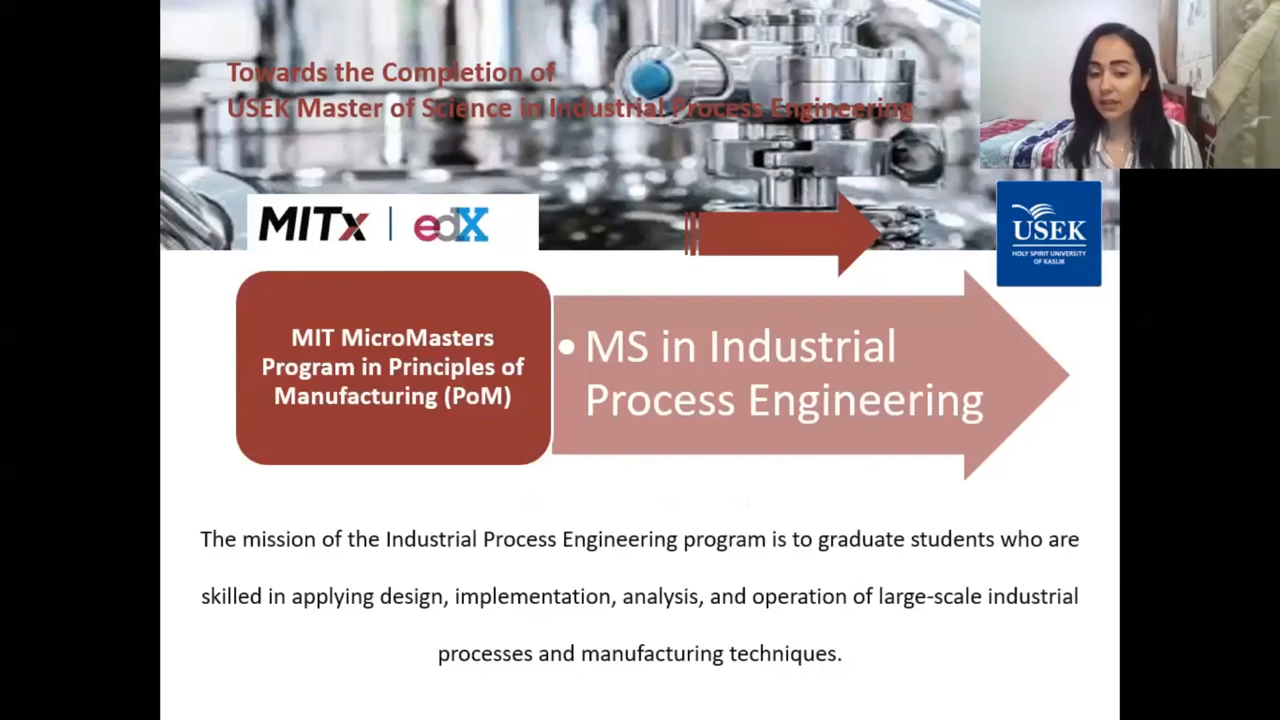 Towards the Completion of
USEK Master of Science in Industrial Process Engineering
MITx | edX
USEK
HOLY SPIRIT UNIVERSITY
OF KASLIK
MIT MicroMasters
Program in Principles of
Manufacturing (PoM)
• MS in Industrial
Process Engineering
The mission of the Industrial Process Engineering program is to graduate students who are
skilled in applying design, implementation, analysis, and operation of large-scale industrial
processes and manufacturing techniques.